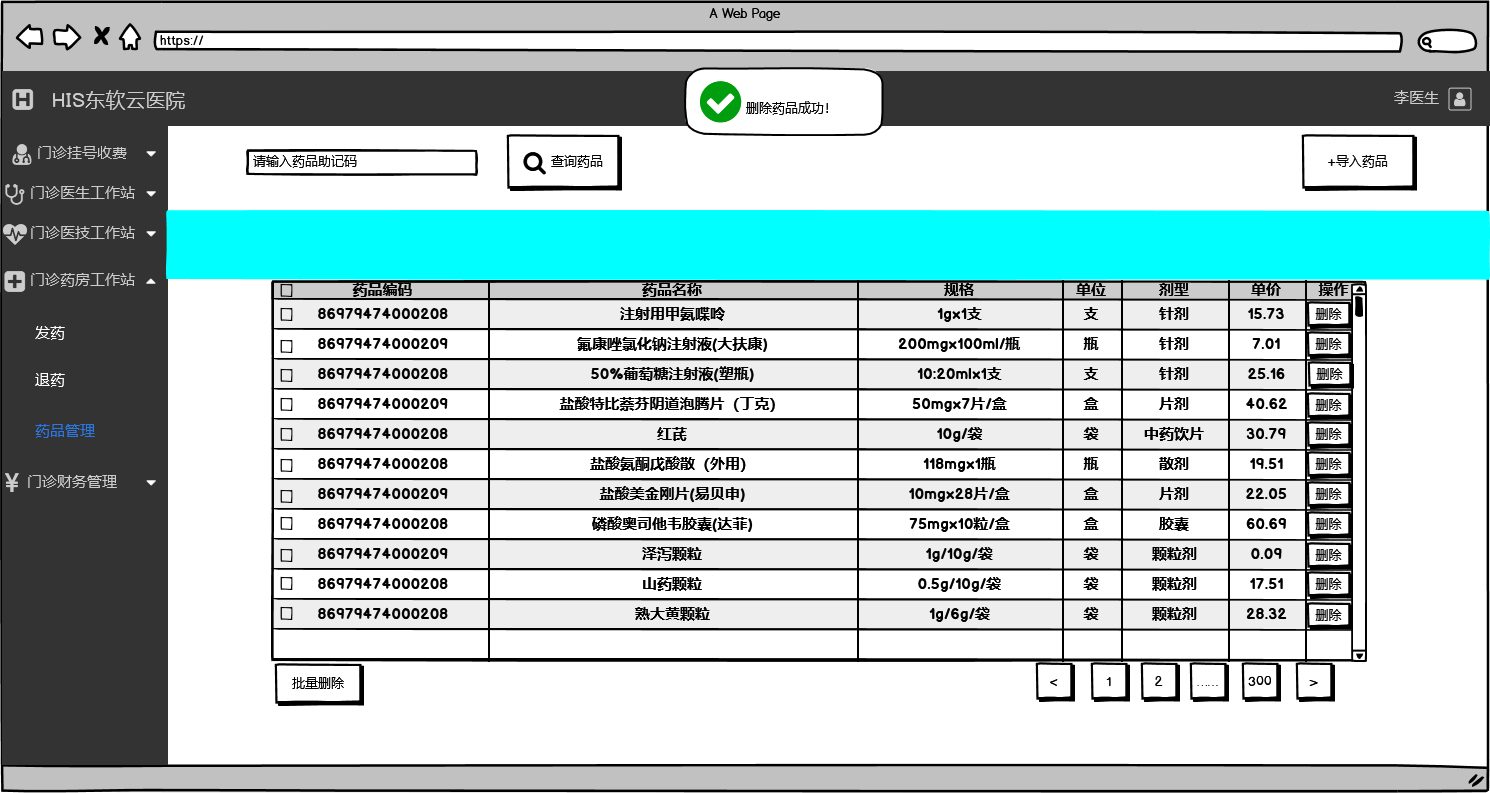 A Web Page
https://
HIS东软云医院
删除药品成功!
李医生
门诊挂号收费
门诊医生工作站
门诊医技工作站
门诊药房工作站
发药
退药
药品管理
门诊财务管理
请输入药品助记码
查询药品
+导入药品
药品编码 药品名称 规格 单位 剂型 单价 操作
86979474000208 注射用甲氨喋呤 1gx1支 支 针剂 15.73 删除
86979474000209 氟康唑氯化钠注射液(大扶康) 200mgx100ml/瓶 瓶 针剂 7.01 删除
86979474000208 50%葡萄糖注射液(塑瓶) 10:20mlx1支 支 针剂 25.16 删除
86979474000209 盐酸特比萘芬阴道泡腾片（丁克） 50mgx7片/盒 盒 片剂 40.62 删除
86979474000208 红芪 10g/袋 袋 中药饮片 30.79 删除
86979474000208 盐酸氨酮戊酸散（外用） 118mgx1瓶 瓶 散剂 19.51 删除
86979474000209 盐酸美金刚片(易贝申) 10mgx28片/盒 盒 片剂 22.05 删除
86979474000208 磷酸奥司他韦胶囊(达菲) 75mgx10粒/盒 盒 胶囊 60.69 删除
86979474000209 泽泻颗粒 1g/10g/袋 袋 颗粒剂 0.09 删除
86979474000208 山药颗粒 0.5g/10g/袋 袋 颗粒剂 17.51 删除
86979474000208 熟大黄颗粒 1g/6g/袋 袋 颗粒剂 28.32 删除
批量删除
< 1 2 …… 300 >